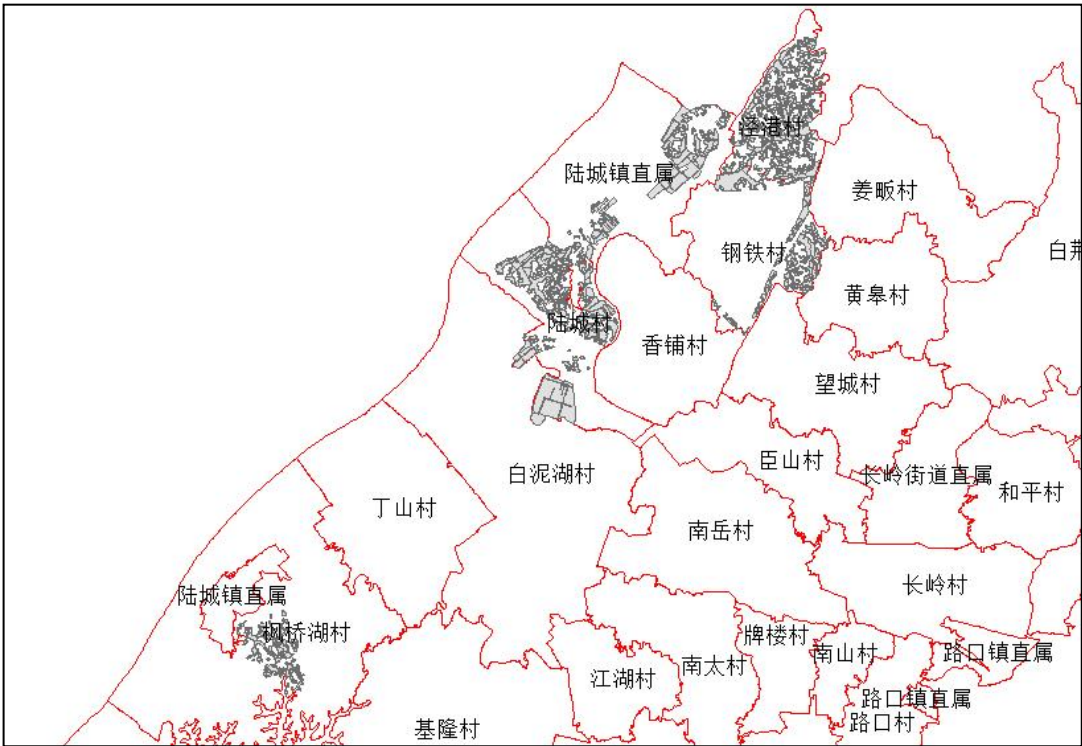 泾港村
陆城镇直属
姜畈村
钢铁村
白荆
黄皋村
陆城村
香铺村
望城村
臣山村
白泥湖村
长岭街道直属
和平村
丁山村
南岳村
长岭村
陆城镇直属
枫桥湖村
牌楼村
南山村
路口镇直属
江湖村
南太村
路口镇直属
基隆村
路口村